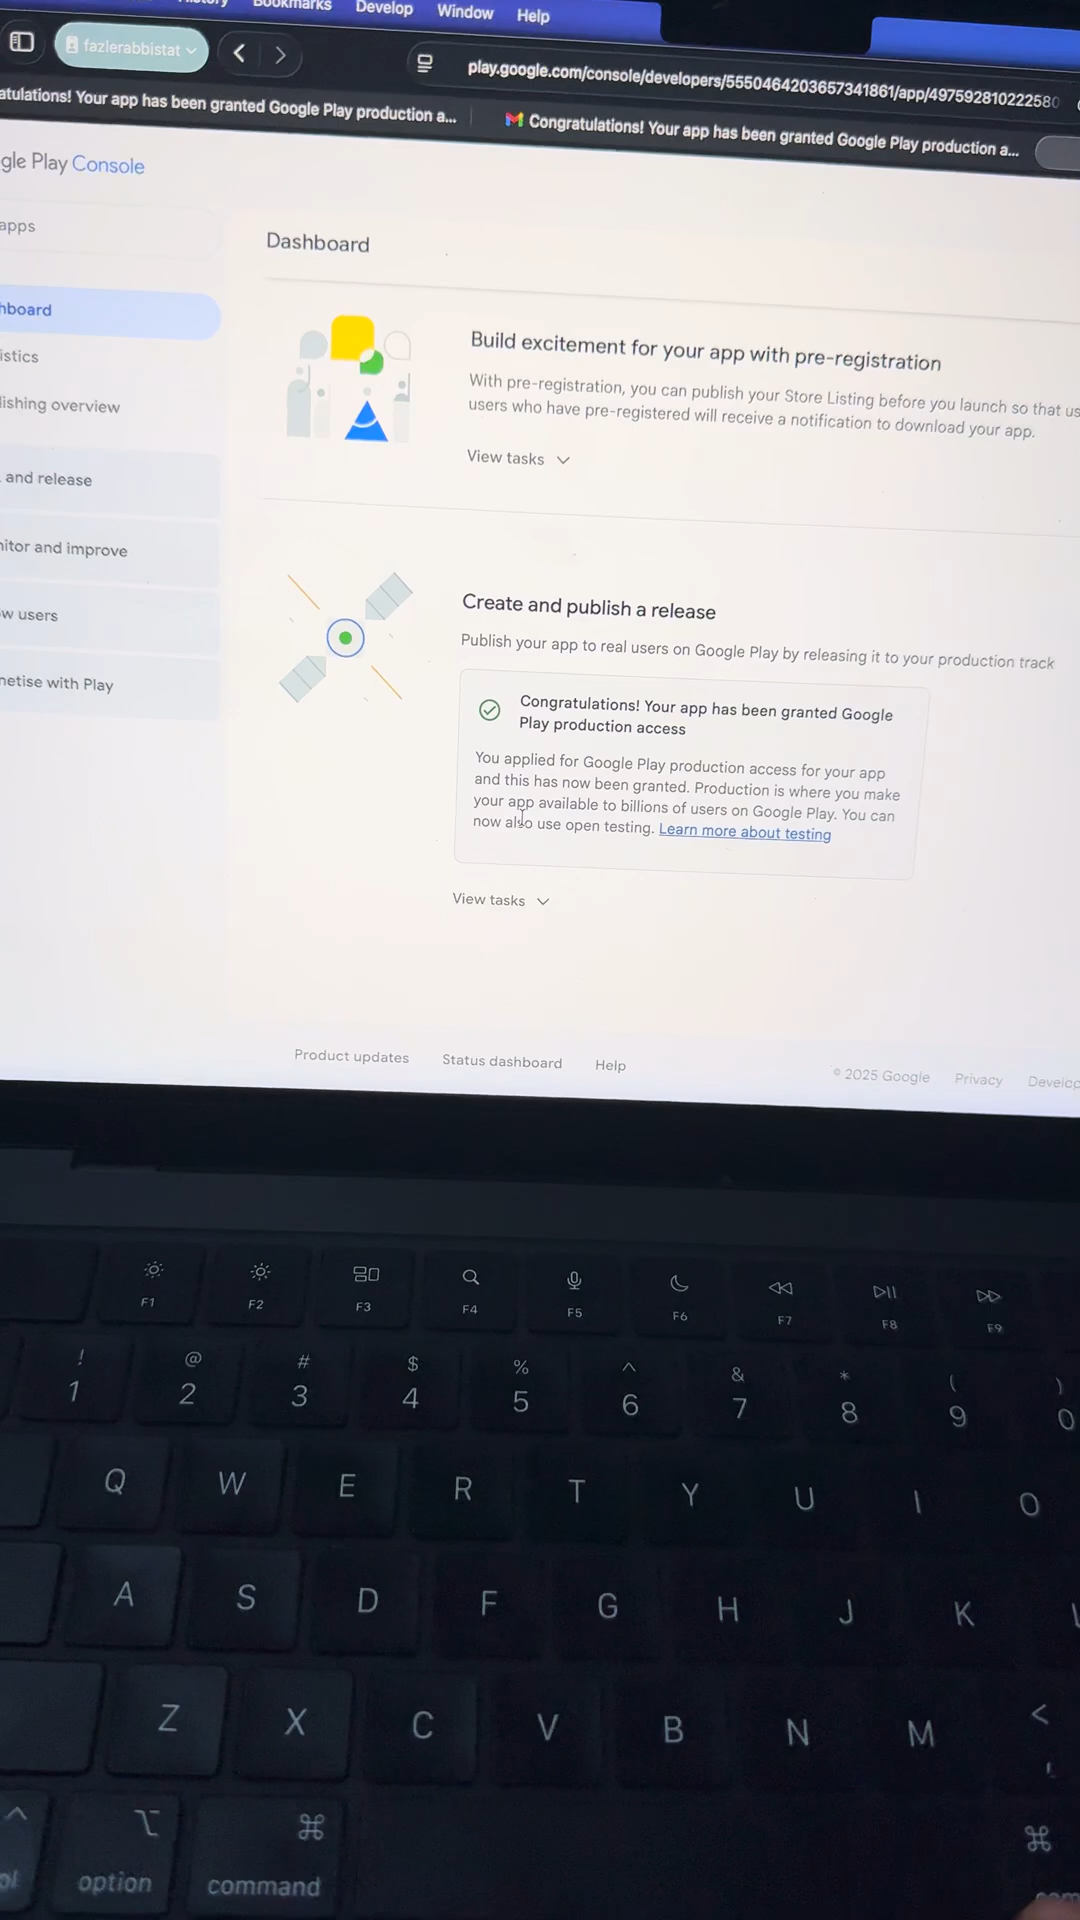 Bookmarks Develop Window Help
fazlerabbistat
play.google.com/console/developers/5550464203657341861/app/497592810222580
atulations! Your app has been granted Google Play production a...
Congratulations! Your app has been granted Google Play production a...
gle Play Console
apps
Dashboard
hboard
istics
lishing overview
and release
nitor and improve
ow users
netise with Play
Build excitement for your app with pre-registration
With pre-registration, you can publish your Store Listing before you launch so that us
users who have pre-registered will receive a notification to download your app.
View tasks
Create and publish a release
Publish your app to real users on Google Play by releasing it to your production track
Congratulations! Your app has been granted Google
Play production access
You applied for Google Play production access for your app
and this has now been granted. Production is where you make
your app available to billions of users on Google Play. You can
now also use open testing. Learn more about testing
View tasks
Product updates Status dashboard Help
© 2025 Google Privacy Develop
F1 F2 F3 F4 F5 F6 F7 F8 F9
! @ # $ % ^ & * ( )
1 2 3 4 5 6 7 8 9 0
Q W E R T Y U I O
A S D F G H J K L
Z X C V B N M <
,
option command